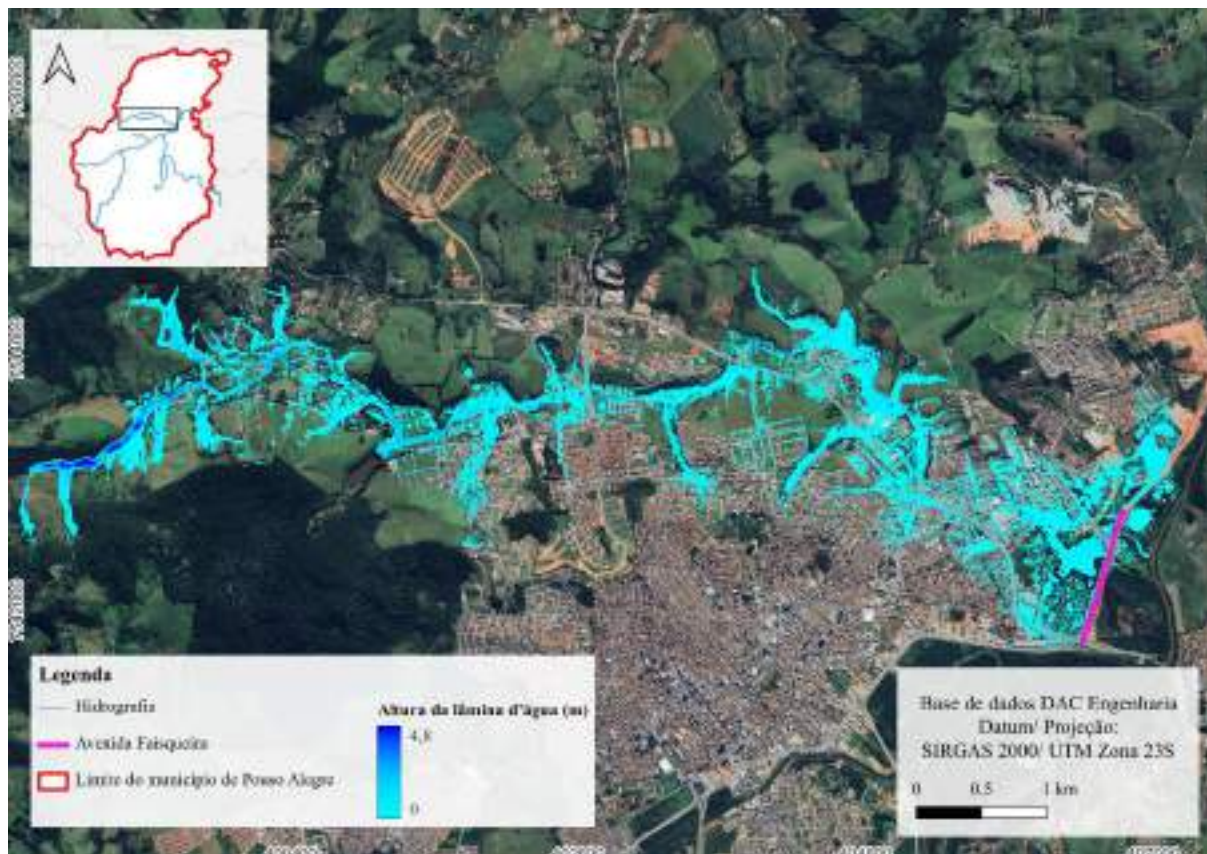 Legenda
Hidrografia
Avenida Faisqueira
Limite do município de Pouso Alegre
Altura da lâmina d'água (m)
4,8
0
Base de dados DAC Engenharia
Datum/ Projeção:
SIRGAS 2000/ UTM Zona 23S
0 0.5 1 km